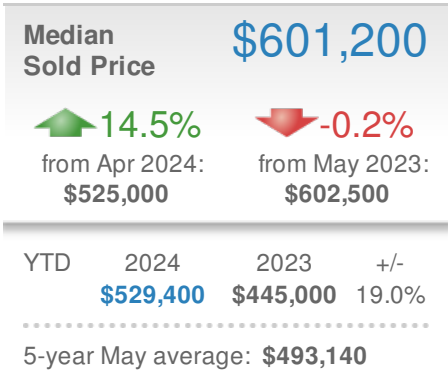 Median $601,200
Sold Price
14.5% -0.2%
from Apr 2024: from May 2023:
$525,000 $602,500
YTD 2024 2023 +/-
$529,400 $445,000 19.0%
5-year May average: $493,140